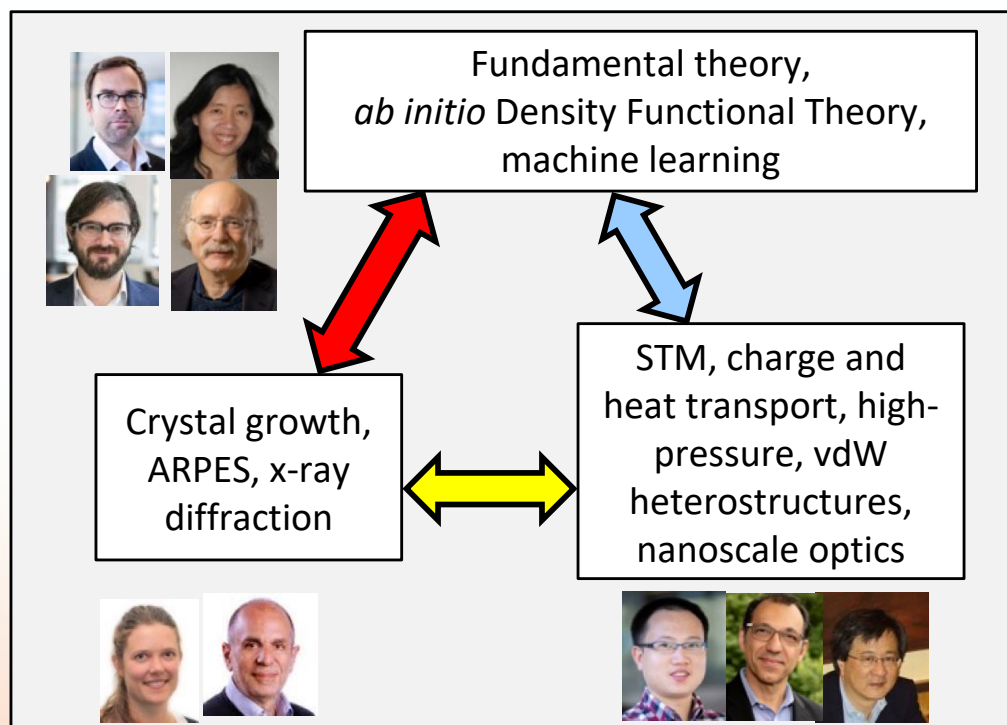 Fundamental theory,
ab initio Density Functional Theory,
machine learning
Crystal growth,
ARPES, x-ray
diffraction
STM, charge and
heat transport, high-
pressure, vdW
heterostructures,
nanoscale optics